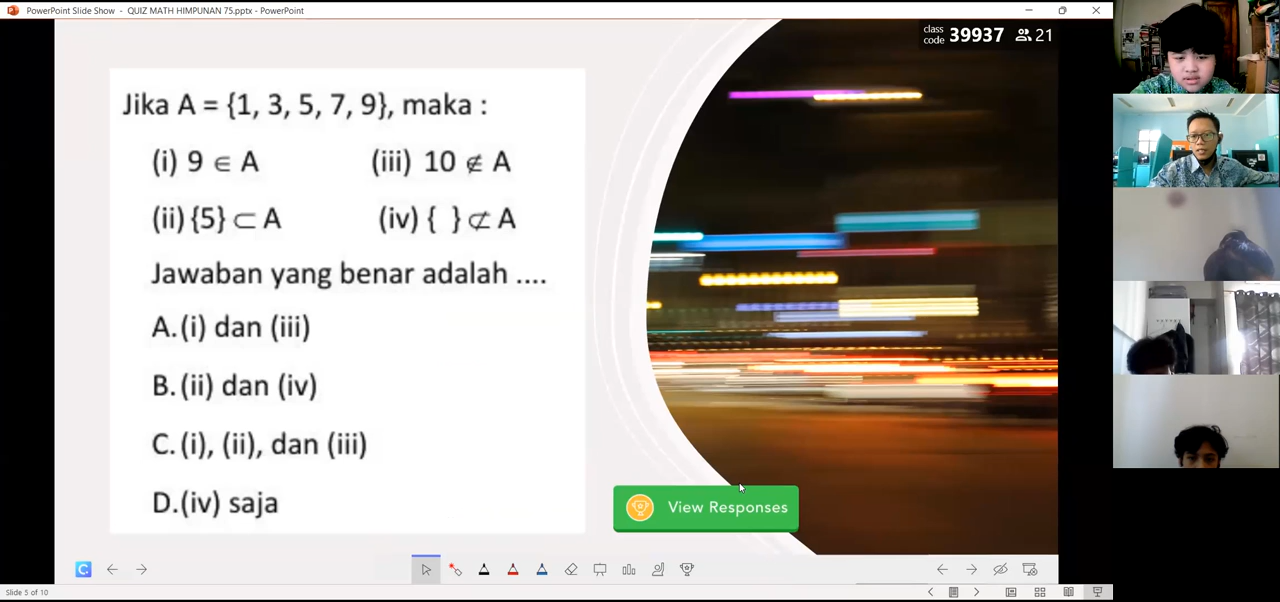 PowerPoint Slide Show - QUIZ MATH HIMPUNAN 75.pptx - PowerPoint
class code 39937 21
Jika A = {1, 3, 5, 7, 9}, maka :
(i) 9 ∈ A (iii) 10 ∉ A
(ii) {5} ⊂ A (iv) { } ⊄ A
Jawaban yang benar adalah ....
A. (i) dan (iii)
B. (ii) dan (iv)
C. (i), (ii), dan (iii)
D. (iv) saja
View Responses
Slide 5 of 10